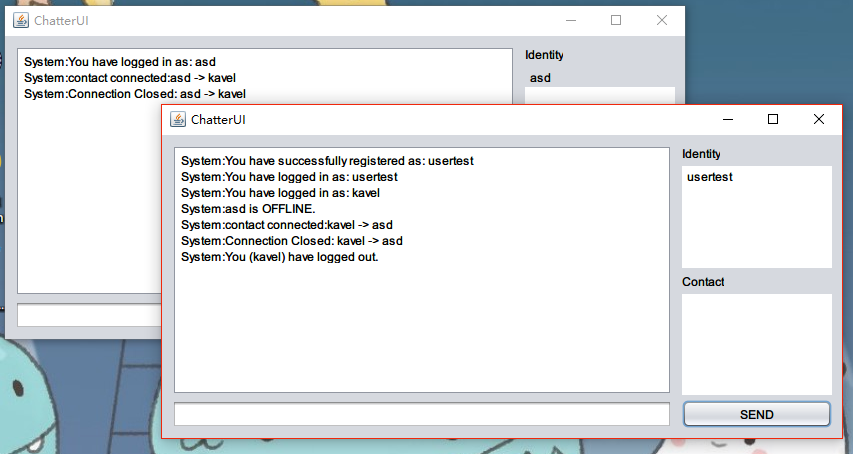 ChatterUI
System:You have logged in as: asd
System:contact connected:asd -> kavel
System:Connection Closed: asd -> kavel
Identity
asd
ChatterUI
System:You have successfully registered as: usertest
System:You have logged in as: usertest
System:You have logged in as: kavel
System:asd is OFFLINE.
System:contact connected:kavel -> asd
System:Connection Closed: kavel -> asd
System:You (kavel) have logged out.
Identity
usertest
Contact
SEND